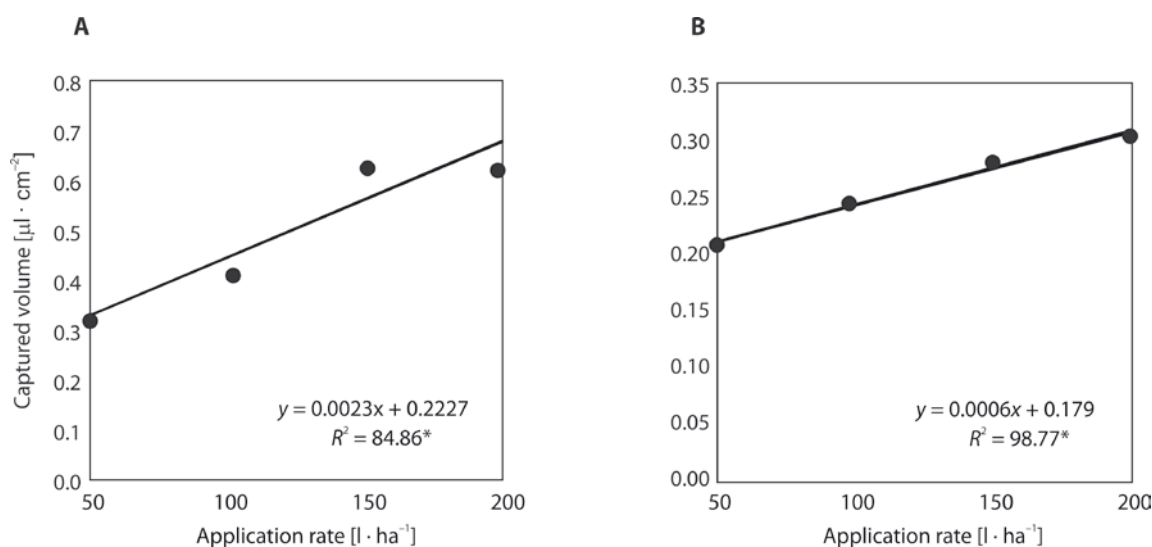 A
Captured volume [μl · cm⁻²]
0.8
0.7
0.6
0.5
0.4
0.3
0.2
0.1
0.0
y = 0.0023x + 0.2227
R² = 84.86*
50 100 150 200
Application rate [l · ha⁻¹]
B
0.35
0.30
0.25
0.20
0.15
0.10
0.05
0.00
y = 0.0006x + 0.179
R² = 98.77*
50 100 150 200
Application rate [l · ha⁻¹]